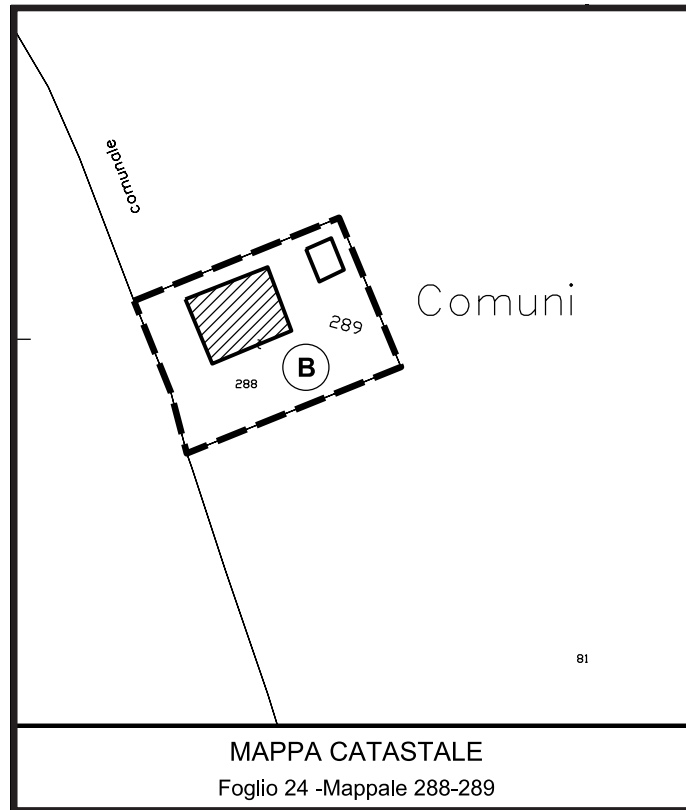 Comunale
Comuni
289
B
288
81
MAPPA CATASTALE
Foglio 24 -Mappale 288-289